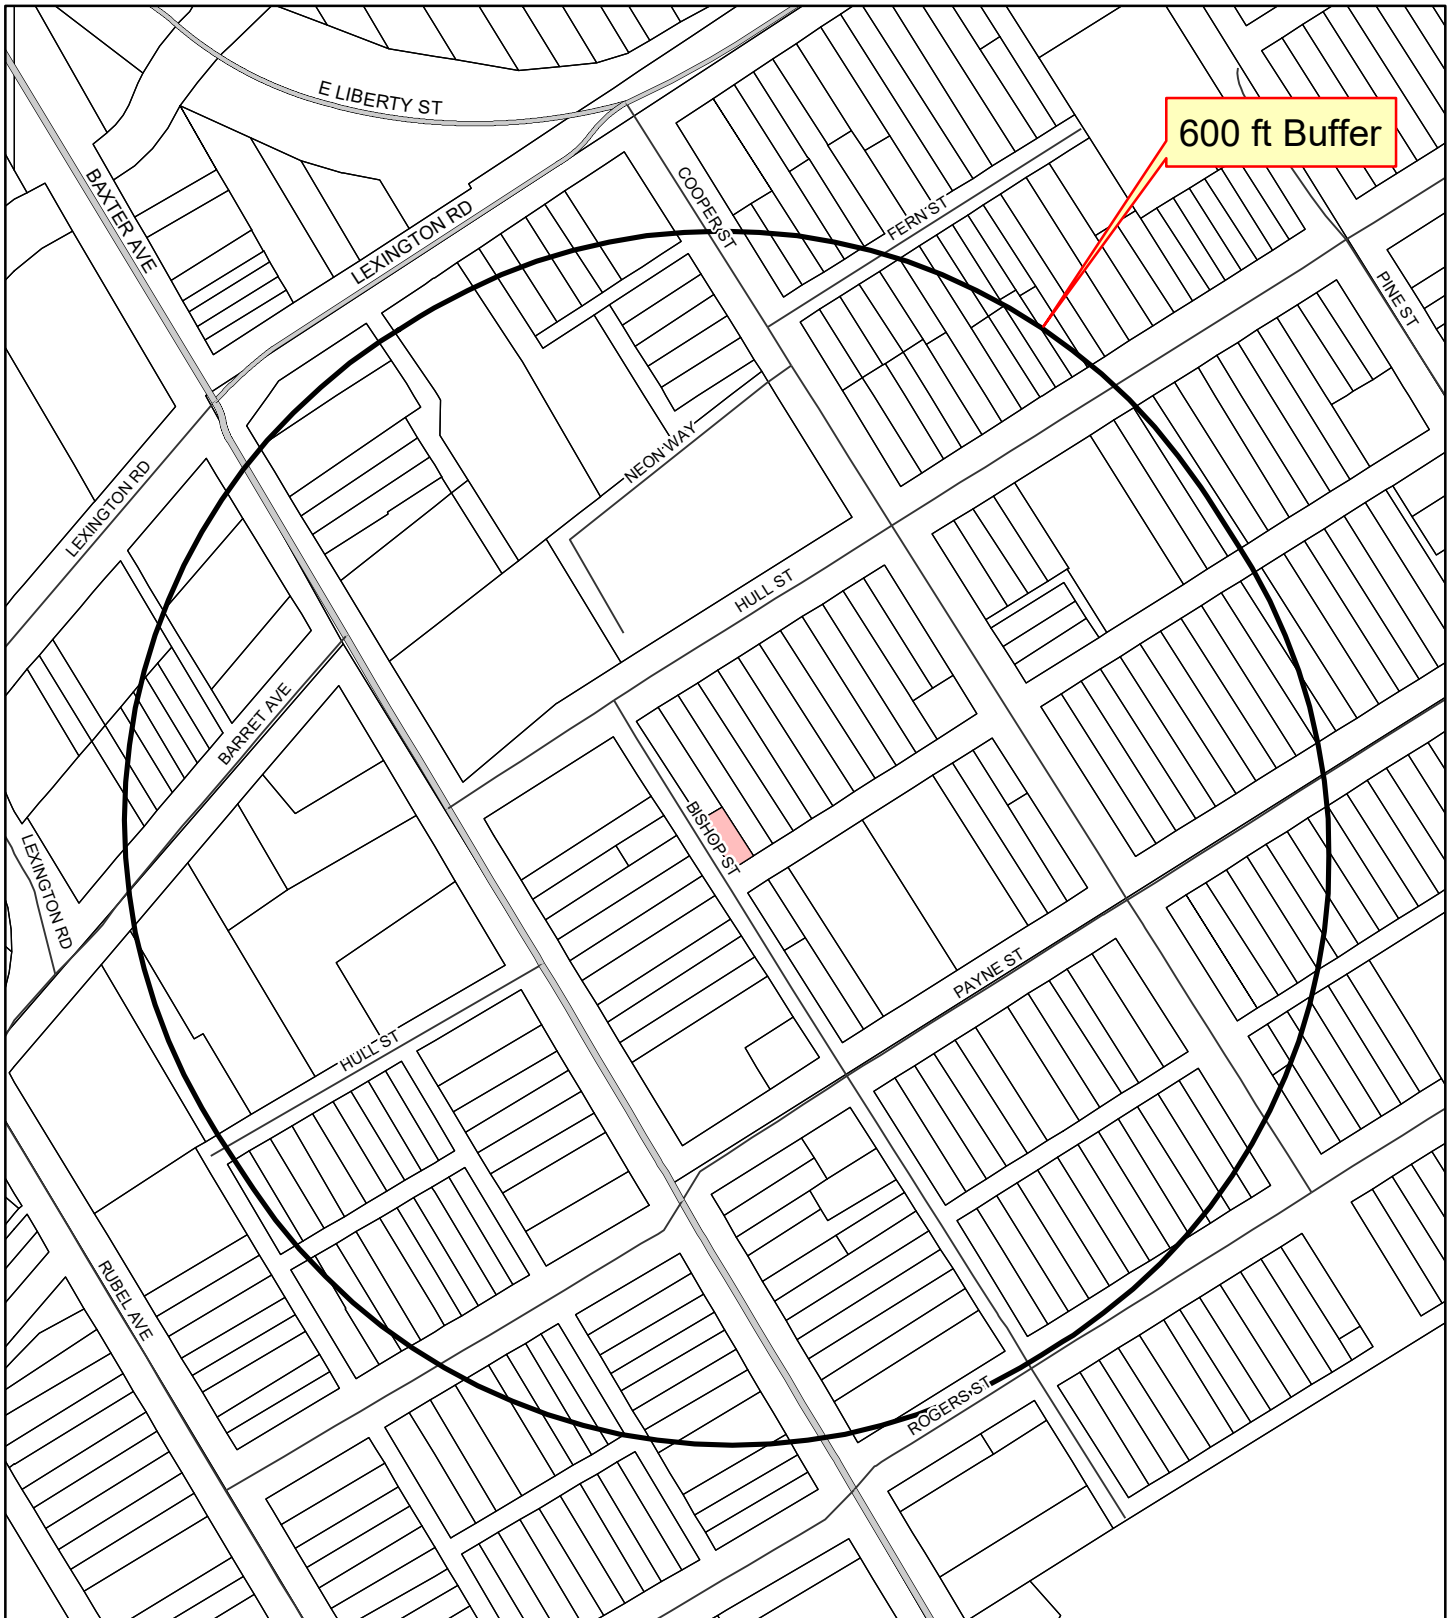 E LIBERTY ST
600 ft Buffer
BAXTER AVE
COOPER ST
FERN ST
LEXINGTON RD
PINE ST
NEON WAY
LEXINGTON RD
HULL ST
BARRET AVE
BISHOP ST
LEXINGTON RD
PAYNE ST
HULL ST
RUBEL AVE
ROGERS ST